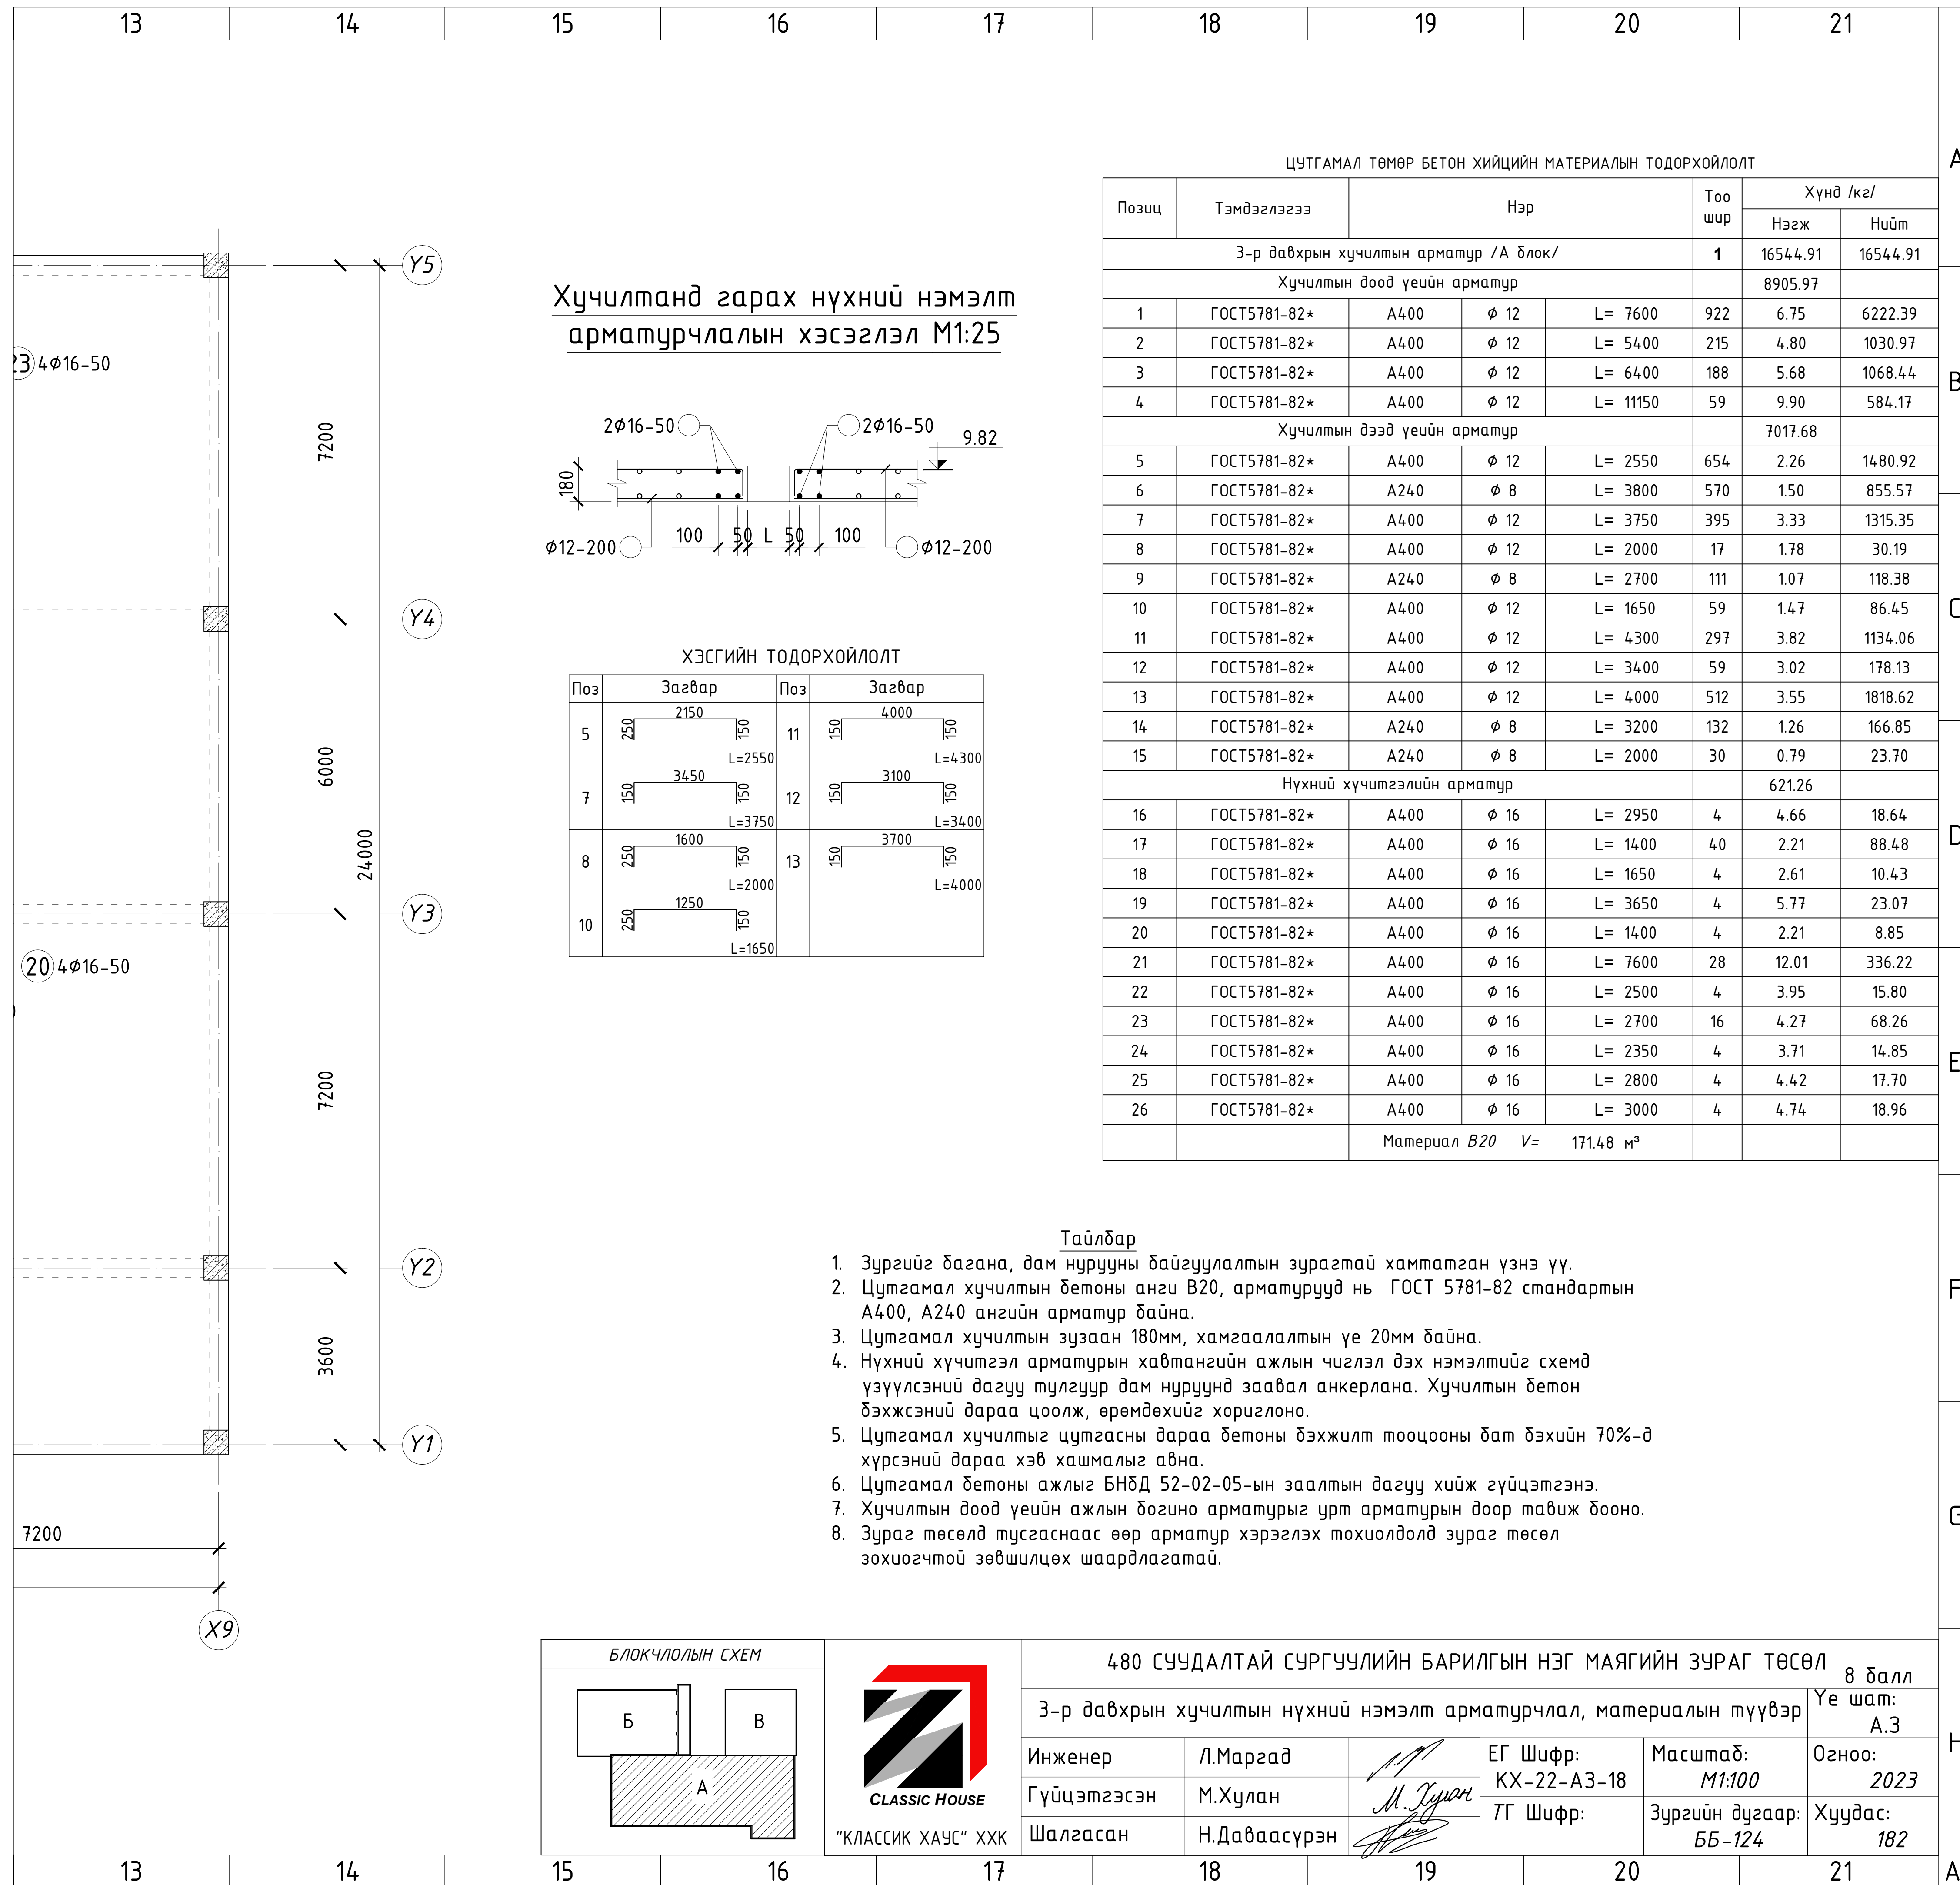 13 14 15 16 17 18 19 20 21
A
B
C
D
E
F
G
H
Y5
23 4ϕ16-50
7200
Y4
6000
24000
Y3
20 4ϕ16-50
7200
Y2
3600
Y1
7200
X9
Хучилтанд гарах нүхний нэмэлт
арматурчлалын хэсэглэл М1:25
2ϕ16-50 2ϕ16-50 9.82
180
100 50 L 50 100
ϕ12-200 ϕ12-200
ХЭСГИЙН ТОДОРХОЙЛОЛТ
Поз Загвар Поз Загвар
5 250 2150 150 L=2550 11 150 4000 150 L=4300
7 150 3450 150 L=3750 12 150 3100 150 L=3400
8 250 1600 150 L=2000 13 150 3700 150 L=4000
10 250 1250 150 L=1650
ЦУТГАМАЛ ТӨМӨР БЕТОН ХИЙЦИЙН МАТЕРИАЛЫН ТОДОРХОЙЛОЛТ
Позиц Тэмдэглэгээ Нэр Тоо шир Хүнд /кг/
Нэгж Нийт
3-р давхрын хучилтын арматур /А блок/ 1 16544.91 16544.91
Хучилтын доод үеийн арматур 8905.97
1 ГОСТ5781-82* А400 ϕ 12 L= 7600 922 6.75 6222.39
2 ГОСТ5781-82* А400 ϕ 12 L= 5400 215 4.80 1030.97
3 ГОСТ5781-82* А400 ϕ 12 L= 6400 188 5.68 1068.44
4 ГОСТ5781-82* А400 ϕ 12 L= 11150 59 9.90 584.17
Хучилтын дээд үеийн арматур 7017.68
5 ГОСТ5781-82* А400 ϕ 12 L= 2550 654 2.26 1480.92
6 ГОСТ5781-82* А240 ϕ 8 L= 3800 570 1.50 855.57
7 ГОСТ5781-82* А400 ϕ 12 L= 3750 395 3.33 1315.35
8 ГОСТ5781-82* А400 ϕ 12 L= 2000 17 1.78 30.19
9 ГОСТ5781-82* А240 ϕ 8 L= 2700 111 1.07 118.38
10 ГОСТ5781-82* А400 ϕ 12 L= 1650 59 1.47 86.45
11 ГОСТ5781-82* А400 ϕ 12 L= 4300 297 3.82 1134.06
12 ГОСТ5781-82* А400 ϕ 12 L= 3400 59 3.02 178.13
13 ГОСТ5781-82* А400 ϕ 12 L= 4000 512 3.55 1818.62
14 ГОСТ5781-82* А240 ϕ 8 L= 3200 132 1.26 166.85
15 ГОСТ5781-82* А240 ϕ 8 L= 2000 30 0.79 23.70
Нүхний хүчитгэлийн арматур 621.26
16 ГОСТ5781-82* А400 ϕ 16 L= 2950 4 4.66 18.64
17 ГОСТ5781-82* А400 ϕ 16 L= 1400 40 2.21 88.48
18 ГОСТ5781-82* А400 ϕ 16 L= 1650 4 2.61 10.43
19 ГОСТ5781-82* А400 ϕ 16 L= 3650 4 5.77 23.07
20 ГОСТ5781-82* А400 ϕ 16 L= 1400 4 2.21 8.85
21 ГОСТ5781-82* А400 ϕ 16 L= 7600 28 12.01 336.22
22 ГОСТ5781-82* А400 ϕ 16 L= 2500 4 3.95 15.80
23 ГОСТ5781-82* А400 ϕ 16 L= 2700 16 4.27 68.26
24 ГОСТ5781-82* А400 ϕ 16 L= 2350 4 3.71 14.85
25 ГОСТ5781-82* А400 ϕ 16 L= 2800 4 4.42 17.70
26 ГОСТ5781-82* А400 ϕ 16 L= 3000 4 4.74 18.96
Материал В20 V= 171.48 м³
Тайлбар
1. Зургийг багана, дам нурууны байгуулалтын зурагтай хамтатган үзнэ үү.
2. Цутгамал хучилтын бетоны анги В20, арматурууд нь ГОСТ 5781-82 стандартын
А400, А240 ангийн арматур байна.
3. Цутгамал хучилтын зузаан 180мм, хамгаалалтын үе 20мм байна.
4. Нүхний хүчитгэл арматурын хавтангийн ажлын чиглэл дэх нэмэлтийг схемд
үзүүлсэний дагуу тулгуур дам нуруунд заавал анкерлана. Хучилтын бетон
бэхжсэний дараа цоолж, өрөмдөхийг хориглоно.
5. Цутгамал хучилтыг цутгасны дараа бетоны бэхжилт тооцооны бат бэхийн 70%-д
хүрсэний дараа хэв хашмалыг авна.
6. Цутгамал бетоны ажлыг БНбД 52-02-05-ын заалтын дагуу хийж гүйцэтгэнэ.
7. Хучилтын доод үеийн ажлын богино арматурыг урт арматурын доор тавиж бооно.
8. Зураг төсөлд тусгаснаас өөр арматур хэрэглэх тохиолдолд зураг төсөл
зохиогчтой зөвшилцөх шаардлагатай.
БЛОКЧЛОЛЫН СХЕМ
Б В
А
CLASSIC HOUSE
"КЛАССИК ХАУС" ХХК
480 СУУДАЛТАЙ СУРГУУЛИЙН БАРИЛГЫН НЭГ МАЯГИЙН ЗУРАГ ТӨСӨЛ 8 балл
3-р давхрын хучилтын нүхний нэмэлт арматурчлал, материалын түүвэр Үе шат: А.З
Инженер Л.Маргад ЕГ Шифр: КХ-22-АЗ-18 Масштаб: М1:100 Огноо: 2023
Гүйцэтгэсэн М.Хулан М. Хулан
Шалгасан Н.Даваасүрэн ТГ Шифр: Зургийн дугаар: ББ-124 Хуудас: 182
13 14 15 16 17 18 19 20 21 A